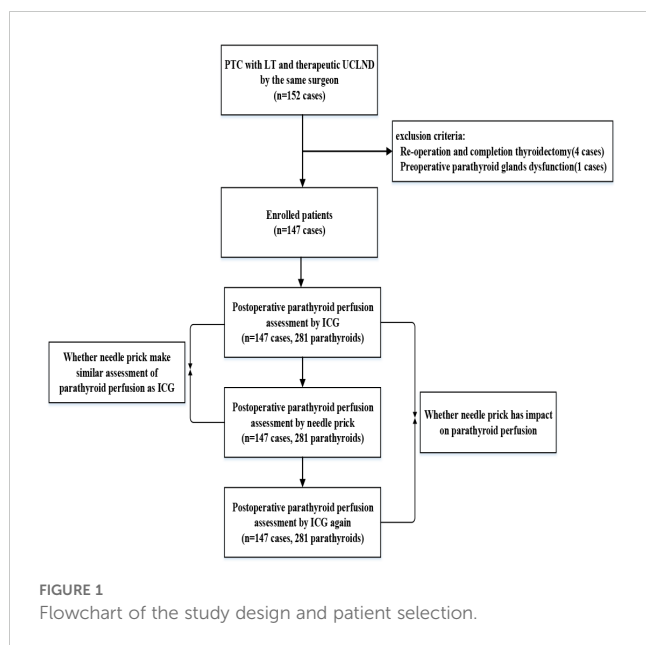 PTC with LT and therapeutic UCLND
by the same surgeon
(n=152 cases)
exclusion criteria:
Re-operation and completion thyroidectomy(4 cases)
Preoperative parathyroid glands dysfunction(1 cases)
Enrolled patients
(n=147 cases)
Postoperative parathyroid perfusion
assessment by ICG
(n=147 cases, 281 parathyroids)
Whether needle prick make
similar assessment of
parathyroid perfusion as ICG
Postoperative parathyroid perfusion
assessment by needle prick
(n=147 cases, 281 parathyroids)
Whether needle prick has impact
on parathyroid perfusion
Postoperative parathyroid perfusion
assessment by ICG again
(n=147 cases, 281 parathyroids)
FIGURE 1
Flowchart of the study design and patient selection.